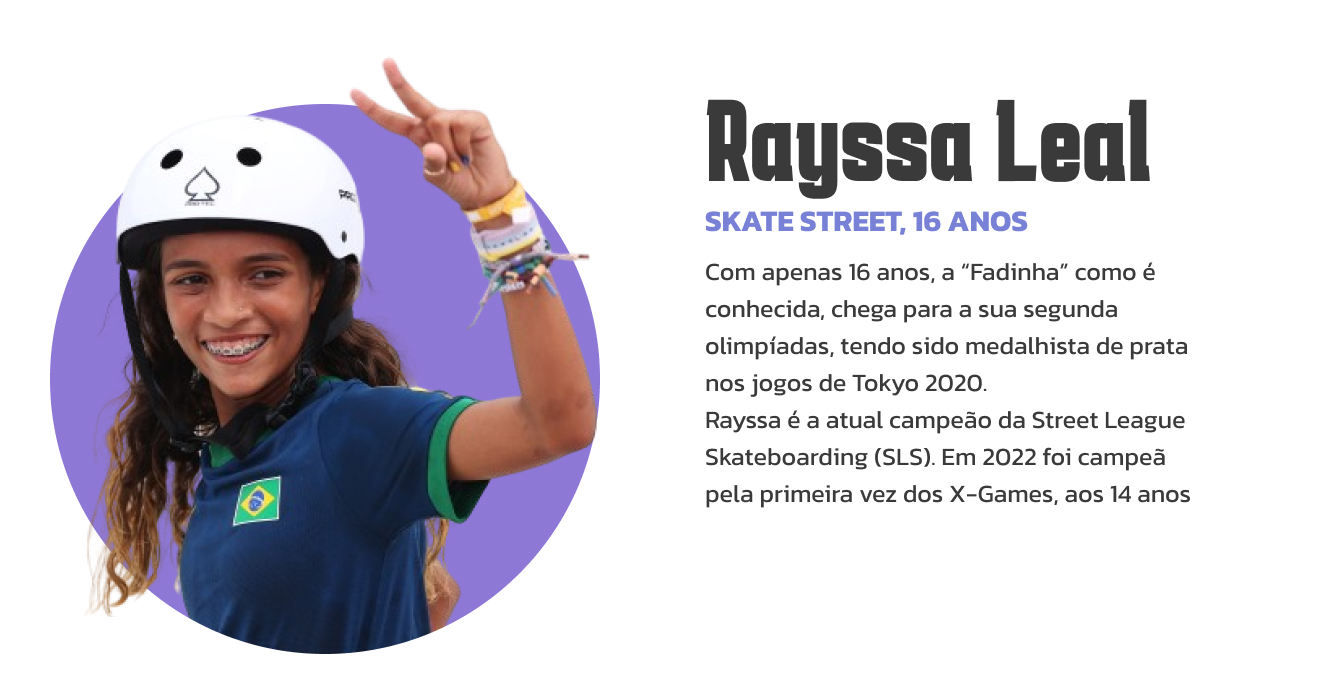 Rayssa Leal
SKATE STREET, 16 ANOS
Com apenas 16 anos, a “Fadinha” como é
conhecida, chega para a sua segunda
olimpíadas, tendo sido medalhista de prata
nos jogos de Tokyo 2020.
Rayssa é a atual campeão da Street League
Skateboarding (SLS). Em 2022 foi campeã
pela primeira vez dos X-Games, aos 14 anos